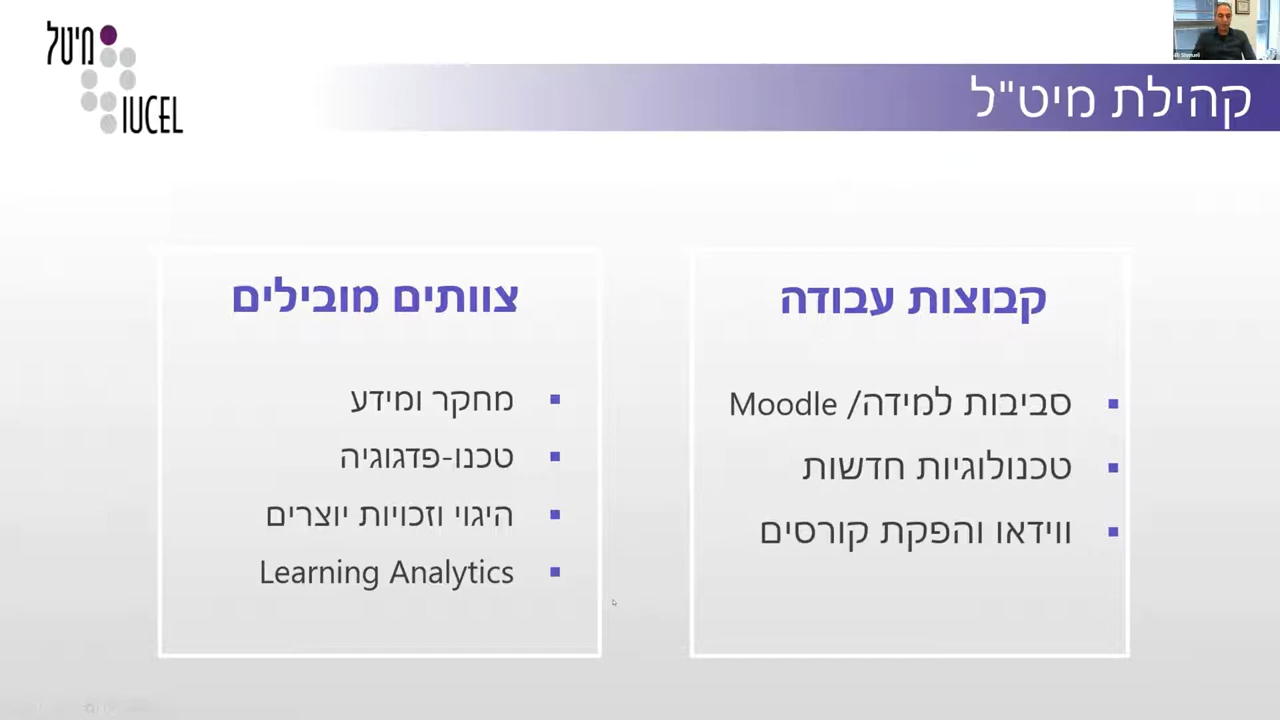 מיטל
IUCEL
קהילת מיט"ל
קבוצות עבודה
סביבות למידה/ Moodle
טכנולוגיות חדשות
ווידאו והפקת קורסים
צוותים מובילים
מחקר ומידע
טכנו-פדגוגיה
היגוי וזכויות יוצרים
Learning Analytics